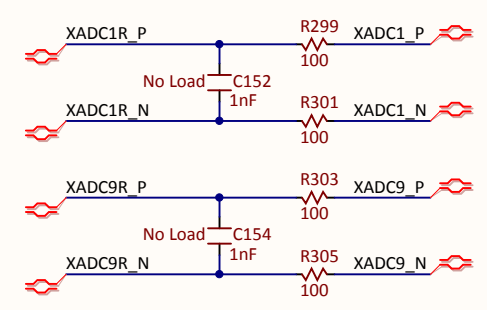 XADC1R_P
R299
XADC1_P
100
No Load
C152
1nF
XADC1R_N
R301
XADC1_N
100
XADC9R_P
R303
XADC9_P
100
No Load
C154
1nF
XADC9R_N
R305
XADC9_N
100